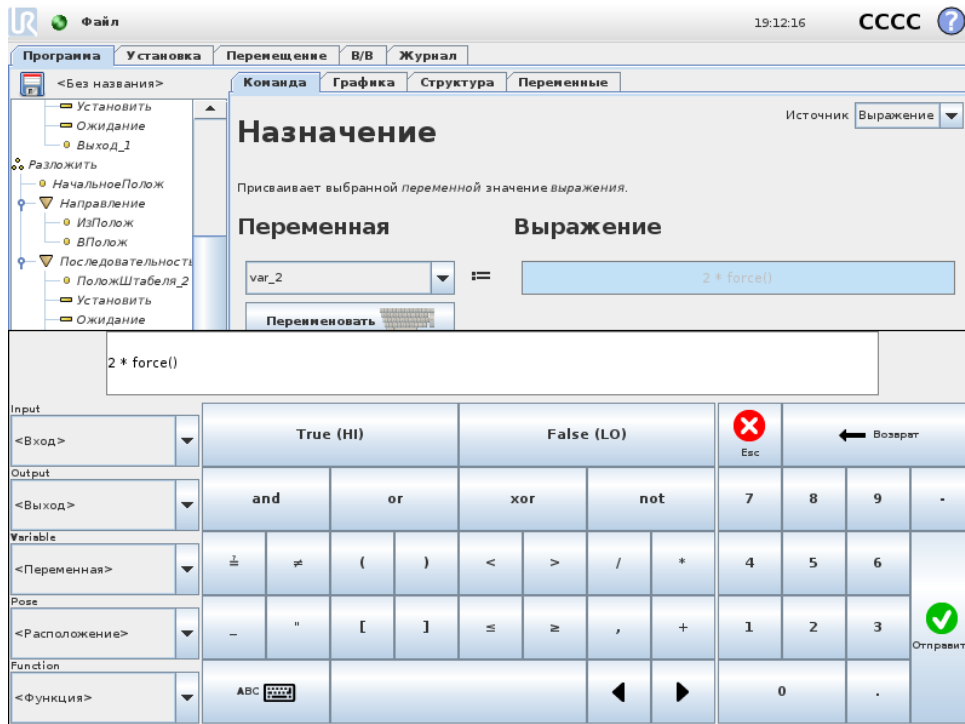 UR Файл 19:12:16 CCCC ?
Программа Установка Перемещение В/В Журнал
<Без названия>
Команда Графика Структура Переменные
Установить
Ожидание
Выход_1
Разложить
НачальноеПолож
Направление
ИзПолож
ВПолож
Последовательность
ПоложШтабеля_2
Установить
Ожидание
Источник Выражение
Назначение
Присваивает выбранной переменной значение выражения.
Переменная Выражение
var_2 := 2 * force()
Переименовать
2 * force()
Input
<Вход>
True (HI) False (LO) Esc Возврат
Output
<Выход>
and or xor not 7 8 9 -
Variable
<Переменная>
≟ ≠ ( ) < > / * 4 5 6
Pose
<Расположение>
_ " [ ] ≤ ≥ , + 1 2 3 Отправит
Function
<Функция>
ABC 0 .